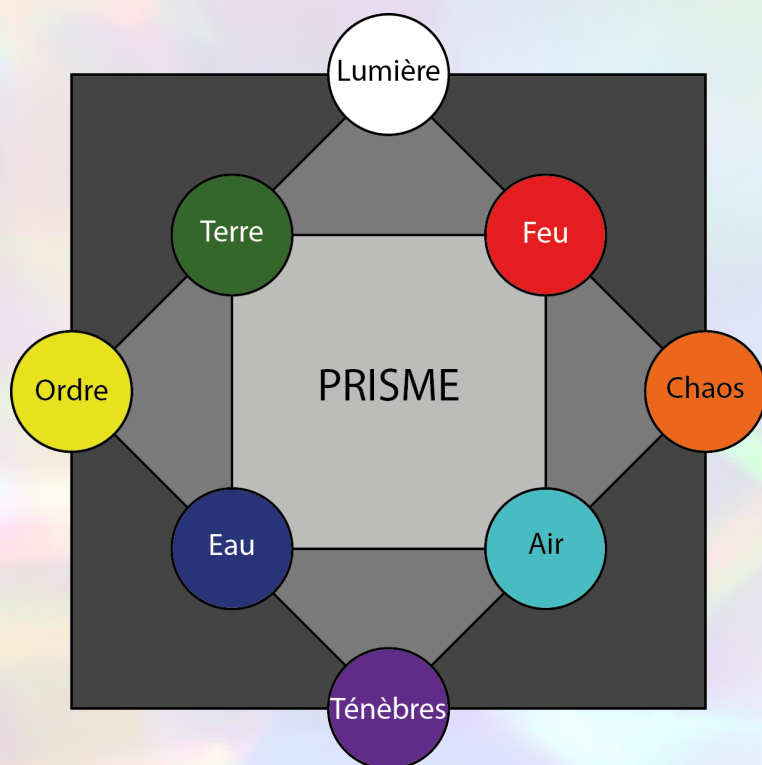 Lumière
Terre
Feu
Ordre
PRISME
Chaos
Eau
Air
Ténèbres